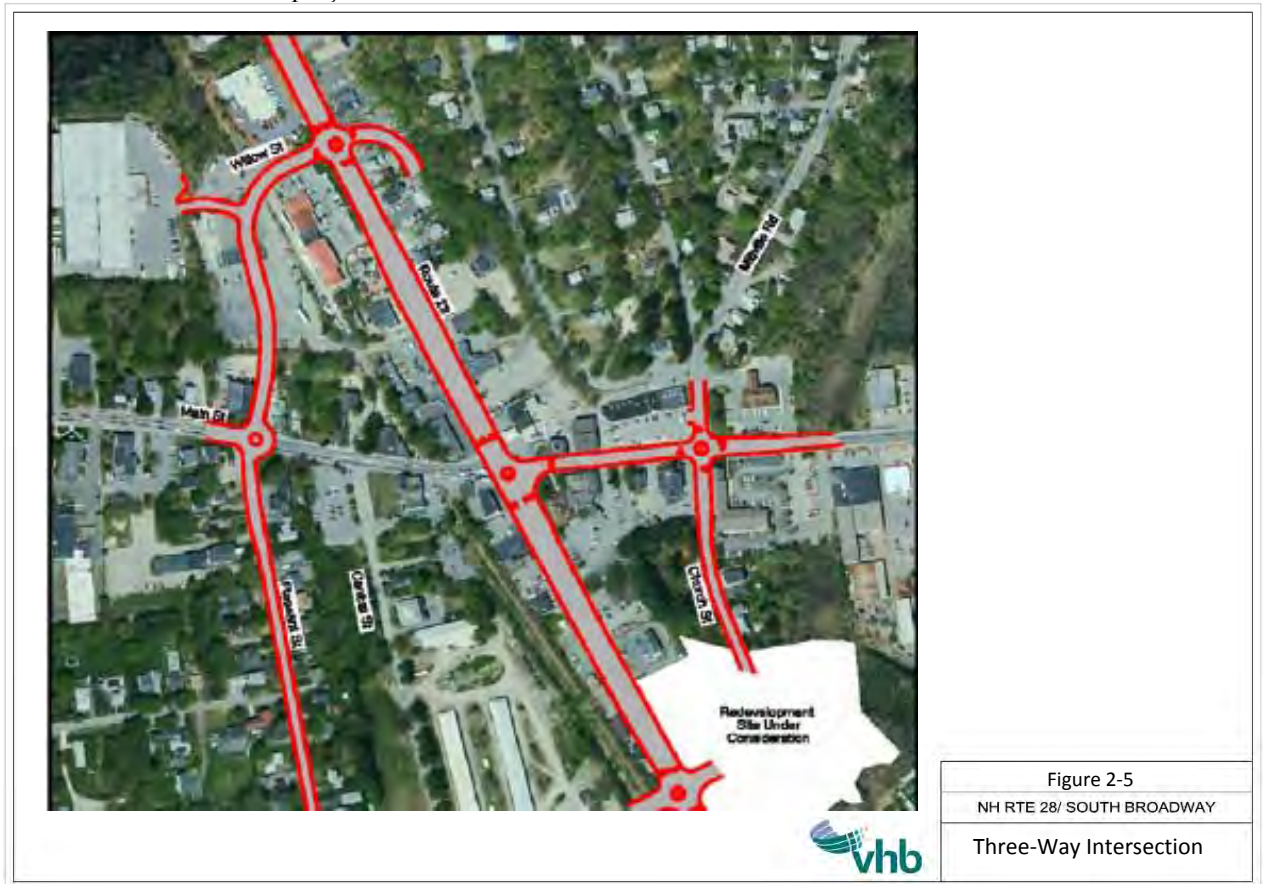 Willow St
Route 28
Millville Rd
Main St
Pleasant St
Central St
Church St
Redevelopment
Site Under
Consideration
vhb
Figure 2-5
NH RTE 28/ SOUTH BROADWAY
Three-Way Intersection